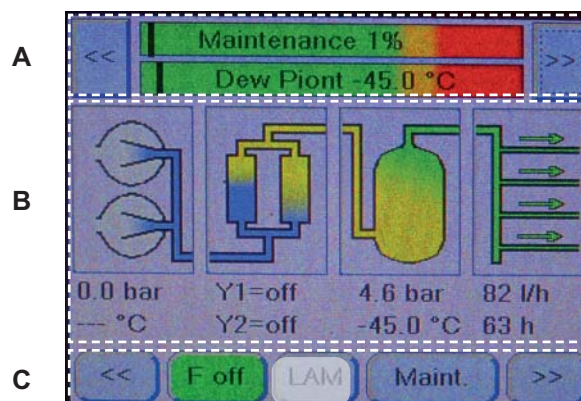 A
<< Maintenance 1% >>
Dew Piont -45.0 °C
B
0.0 bar Y1=off 4.6 bar 82 l/h
--- °C Y2=off -45.0 °C 63 h
C
<< F off LAM Maint. >>